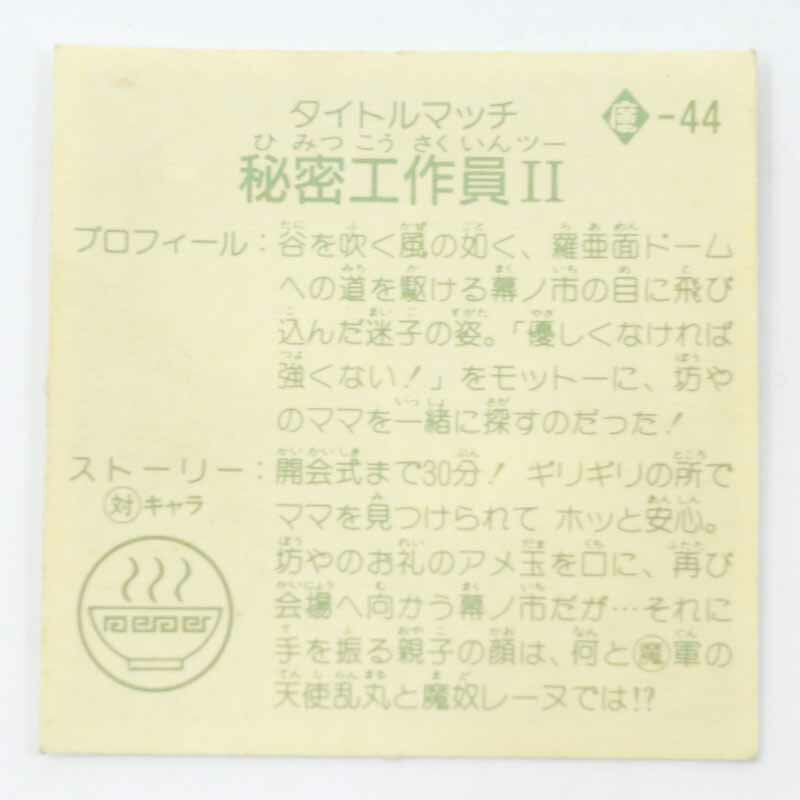 タイトルマッチ
魔-44
ひみつこうさくいんツー
秘密工作員II
プロフィール：谷を吹く風の如く、羅亜面ドーム
への道を駆ける幕ノ市の目に飛び
込んだ迷子の姿。「優しくなければ
強くない！」をモットーに、坊や
のママを一緒に探すのだった！
ストーリー：開会式まで30分！ ギリギリの所で
対キャラ
ママを見つけられて ホッと安心。
坊やのお礼のアメ玉を口に、再び
会場へ向かう幕ノ市だが…それに
手を振る親子の顔は、何と魔軍の
天使乱丸と魔奴レーヌでは!?